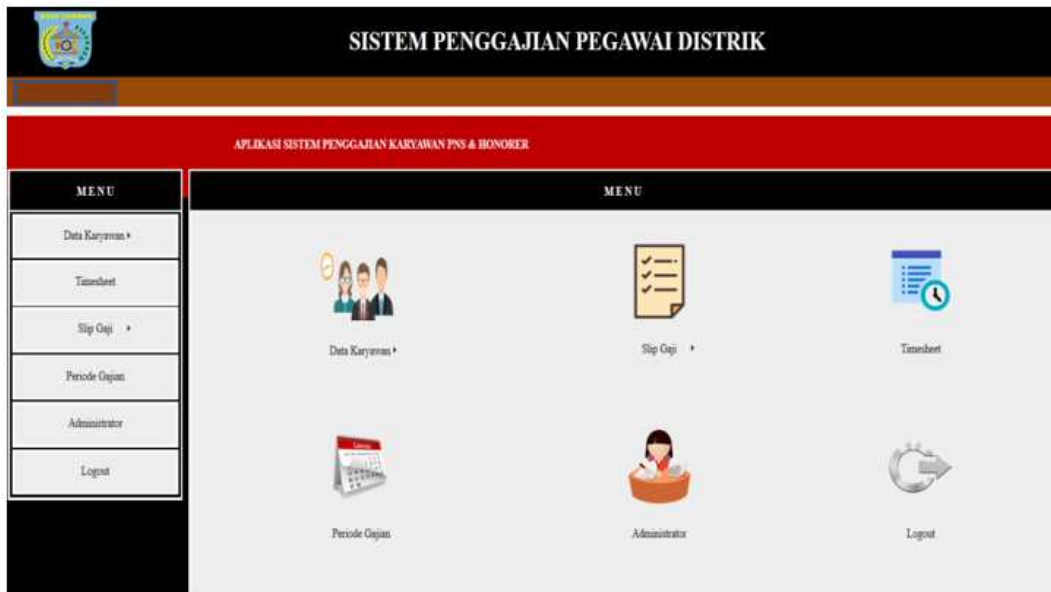 SISTEM PENGGAJIAN PEGAWAI DISTRIK
APLIKASI SISTEM PENGGAJIAN KARYAWAN PNS & HONORER
MENU
Data Karyawan
Timesheet
Slip Gaji
Periode Gajian
Administrator
Logout
MENU
Data Karyawan
Slip Gaji
Timesheet
Periode Gajian
Administrator
Logout